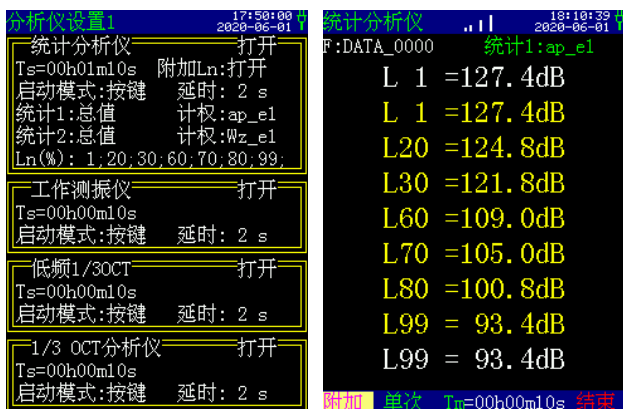 分析仪设置1 17:50:00
2020-06-01
统计分析仪 打开
Ts=00h01m10s 附加Ln:打开
启动模式:按键 延时: 2 s
统计1:总值 计权:ap_e1
统计2:总值 计权:Wz_e1
Ln(%): 1;20;30;60;70;80;99;
工作测振仪 打开
Ts=00h00m10s
启动模式:按键 延时: 2 s
低频1/3OCT 打开
Ts=00h00m10s
启动模式:按键 延时: 2 s
1/3 OCT分析仪 打开
Ts=00h00m10s
启动模式:按键 延时: 2 s
统计分析仪 18:10:39
2020-06-01
F:DATA_0000 统计1:ap_e1
L 1 =127.4dB
L 1 =127.4dB
L20 =124.8dB
L30 =121.8dB
L60 =109.0dB
L70 =105.0dB
L80 =100.8dB
L99 = 93.4dB
L99 = 93.4dB
附加 单次 Tm=00h00m10s 结束